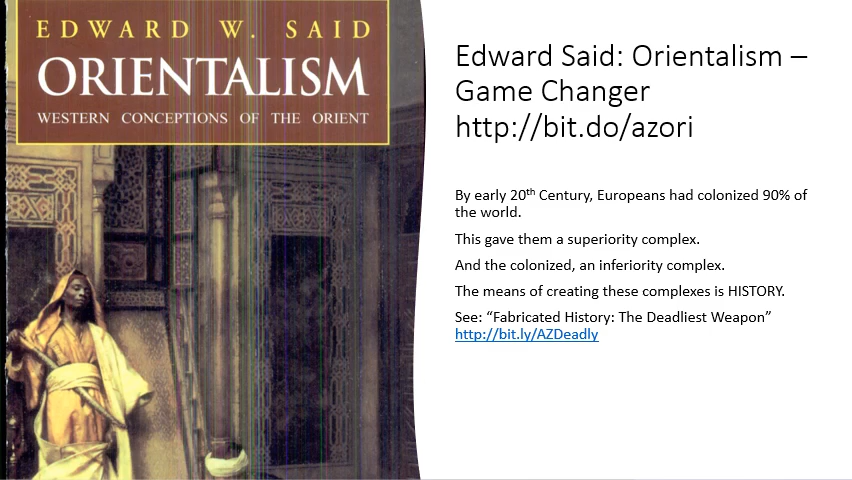 EDWARD W. SAID
ORIENTALISM
WESTERN CONCEPTIONS OF THE ORIENT
Edward Said: Orientalism –
Game Changer
http://bit.do/azori
By early 20th Century, Europeans had colonized 90% of
the world.
This gave them a superiority complex.
And the colonized, an inferiority complex.
The means of creating these complexes is HISTORY.
See: “Fabricated History: The Deadliest Weapon”
http://bit.ly/AZDeadly